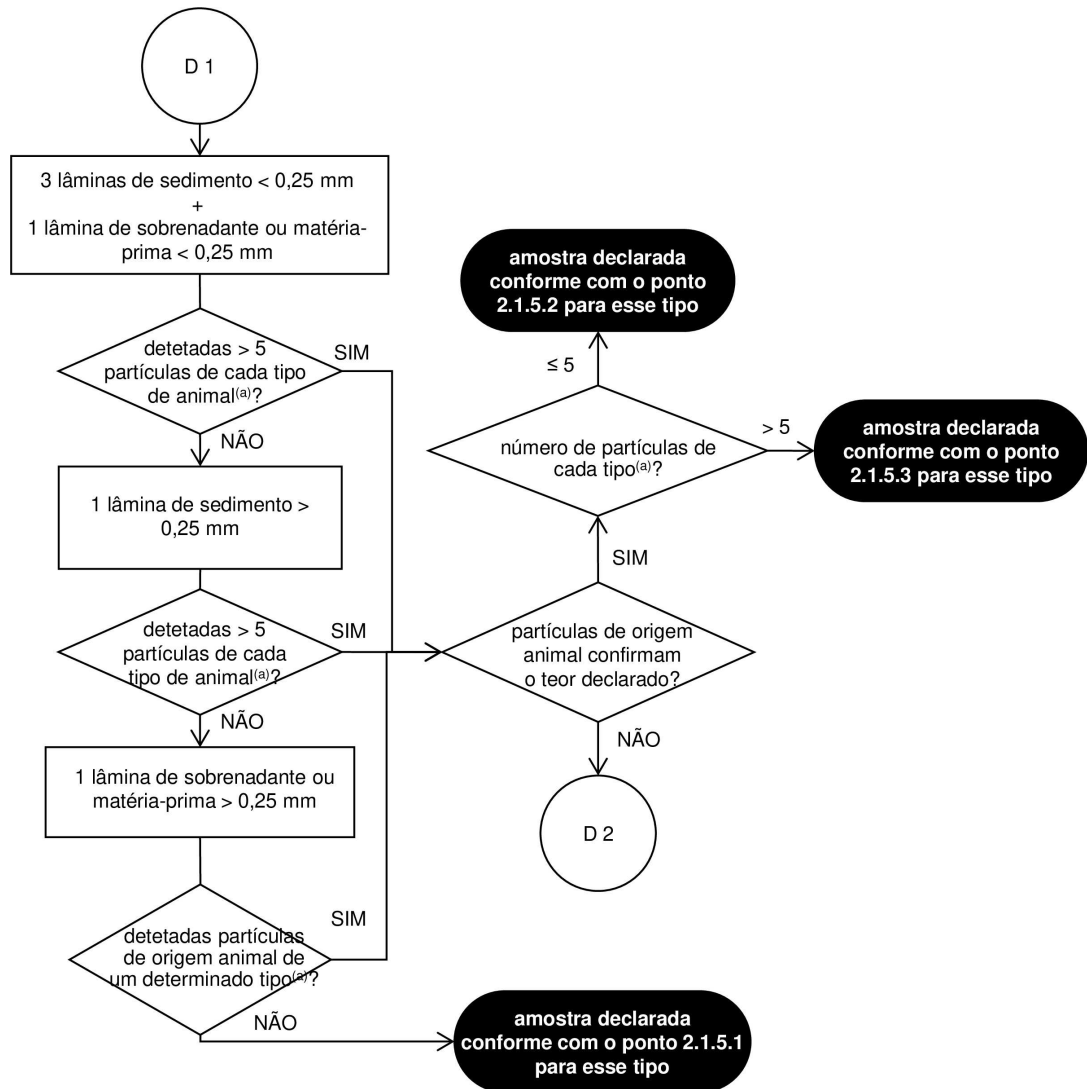 D 1
3 lâminas de sedimento < 0,25 mm
+
1 lâmina de sobrenadante ou matéria-
prima < 0,25 mm
detetadas > 5
partículas de cada tipo
de animal(a)?
SIM
NÃO
1 lâmina de sedimento >
0,25 mm
detetadas > 5
partículas de cada
tipo de animal(a)?
SIM
NÃO
1 lâmina de sobrenadante ou
matéria-prima > 0,25 mm
detetadas partículas
de origem animal de
um determinado tipo(a)?
SIM
NÃO
amostra declarada
conforme com o ponto 2.1.5.1
para esse tipo
partículas de origem
animal confirmam
o teor declarado?
SIM
NÃO
D 2
número de partículas de
cada tipo(a)?
≤ 5
> 5
amostra declarada
conforme com o ponto
2.1.5.2 para esse tipo
amostra declarada
conforme com o ponto
2.1.5.3 para esse tipo